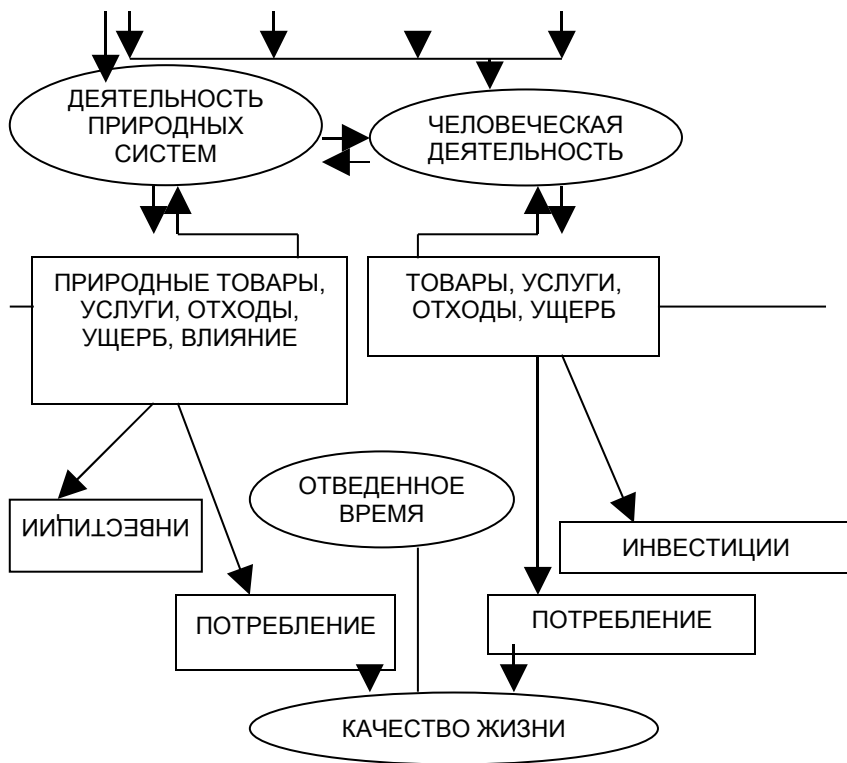 ДЕЯТЕЛЬНОСТЬ
ПРИРОДНЫХ
СИСТЕМ
ЧЕЛОВЕЧЕСКАЯ
ДЕЯТЕЛЬНОСТЬ
ПРИРОДНЫЕ ТОВАРЫ,
УСЛУГИ, ОТХОДЫ,
УЩЕРБ, ВЛИЯНИЕ
ТОВАРЫ, УСЛУГИ,
ОТХОДЫ, УЩЕРБ
ОТВЕДЕННОЕ
ВРЕМЯ
ИНВЕСТИЦИИ
ИНВЕСТИЦИИ
ПОТРЕБЛЕНИЕ
ПОТРЕБЛЕНИЕ
КАЧЕСТВО ЖИЗНИ